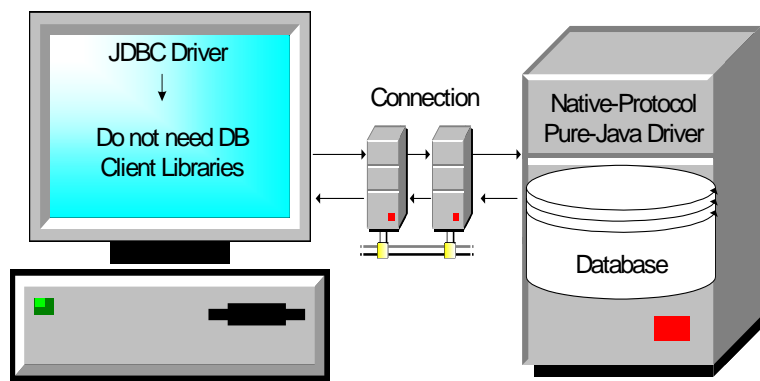 JDBC Driver
Do not need DB
Client Libraries
Connection
Native-Protocol
Pure-Java Driver
Database